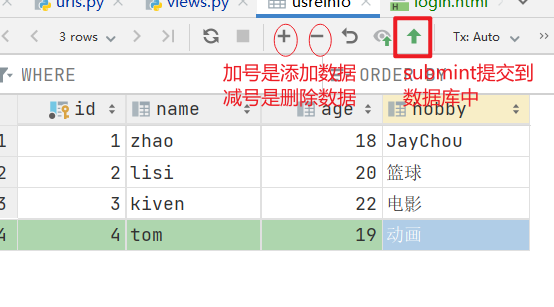 urls.py views.py usreinfo login.html
3 rows Tx: Auto
加号是添加数据 submint提交到
减号是删除数据 数据库中
WHERE ORDER BY
id name age hobby
1 1 zhao 18 JayChou
2 2 lisi 20 篮球
3 3 kiven 22 电影
4 4 tom 19 动画